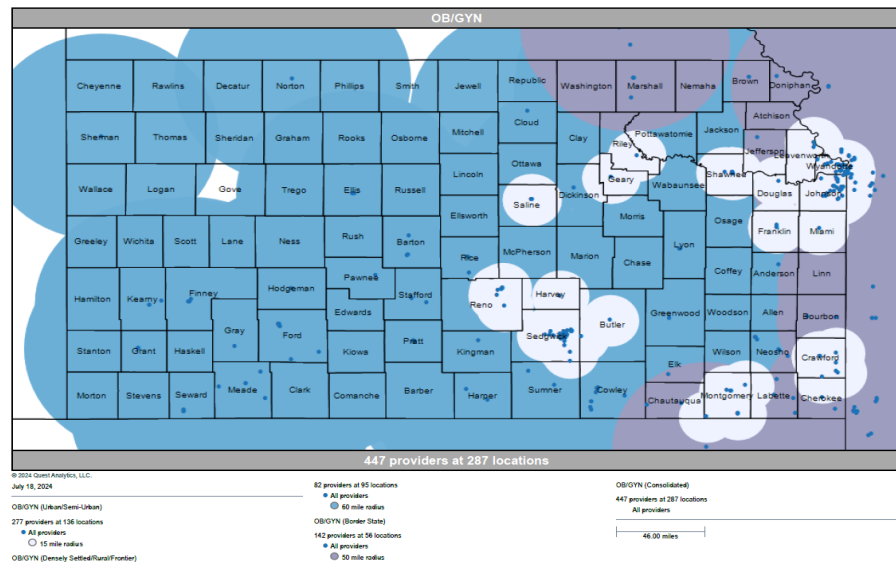 OB/GYN
Cheyenne Rawlins Decatur Norton Phillips Smith Jewell Republic Washington Marshall Nemaha Brown Doniphan
Sherman Thomas Sheridan Graham Rooks Osborne Mitchell Cloud Clay Riley Pottawatomie Jackson Atchison
Jefferson Leavenworth
Wallace Logan Gove Trego Ellis Russell Lincoln Ottawa Geary Wabaunsee Shawnee Wyandotte
Saline Dickinson Douglas Johnson
Ellsworth Morris Osage
Greeley Wichita Scott Lane Ness Rush Barton McPherson Marion Chase Lyon Franklin Miami
Rice
Hamilton Kearny Finney Hodgeman Pawnee Stafford Reno Harvey Coffey Anderson Linn
Gray Ford Edwards Sedgwick Butler Greenwood Woodson Allen Bourbon
Stanton Grant Haskell Kiowa Pratt Kingman Wilson Neosho Crawford
Elk
Morton Stevens Seward Meade Clark Comanche Barber Harper Sumner Cowley Chautauqua Montgomery Labette Cherokee
447 providers at 287 locations
© 2024 Quest Analytics, LLC.
July 18, 2024
OB/GYN (Urban/Semi-Urban)
277 providers at 136 locations
All providers
15 mile radius
OB/GYN (Densely Settled/Rural/Frontier)
82 providers at 95 locations
All providers
60 mile radius
OB/GYN (Border State)
142 providers at 56 locations
All providers
50 mile radius
OB/GYN (Consolidated)
447 providers at 287 locations
All providers
46.00 miles